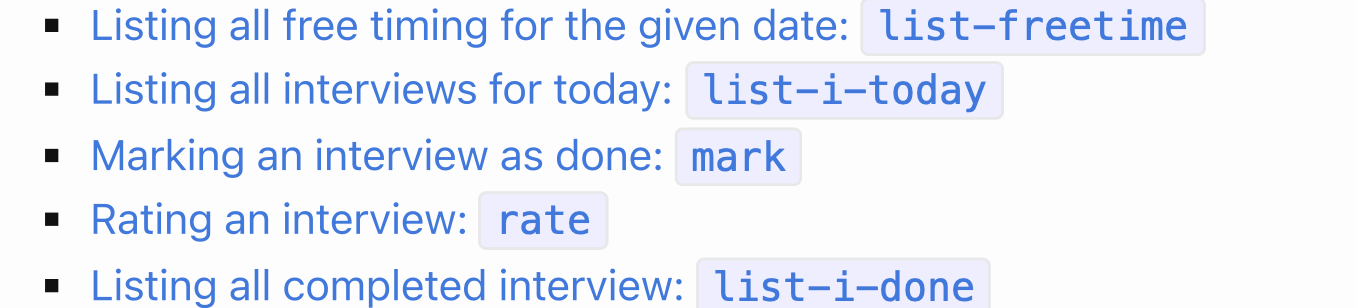 ▪ Listing all free timing for the given date: list-freetime
▪ Listing all interviews for today: list-i-today
▪ Marking an interview as done: mark
▪ Rating an interview: rate
▪ Listing all completed interview: list-i-done